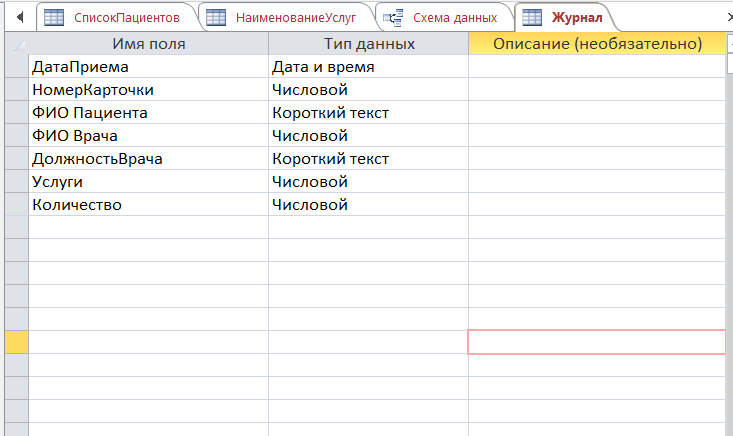 СписокПациентов НаименованиеУслуг Схема данных Журнал
Имя поля Тип данных Описание (необязательно)
ДатаПриема Дата и время
НомерКарточки Числовой
ФИО Пациента Короткий текст
ФИО Врача Числовой
ДолжностьВрача Короткий текст
Услуги Числовой
Количество Числовой